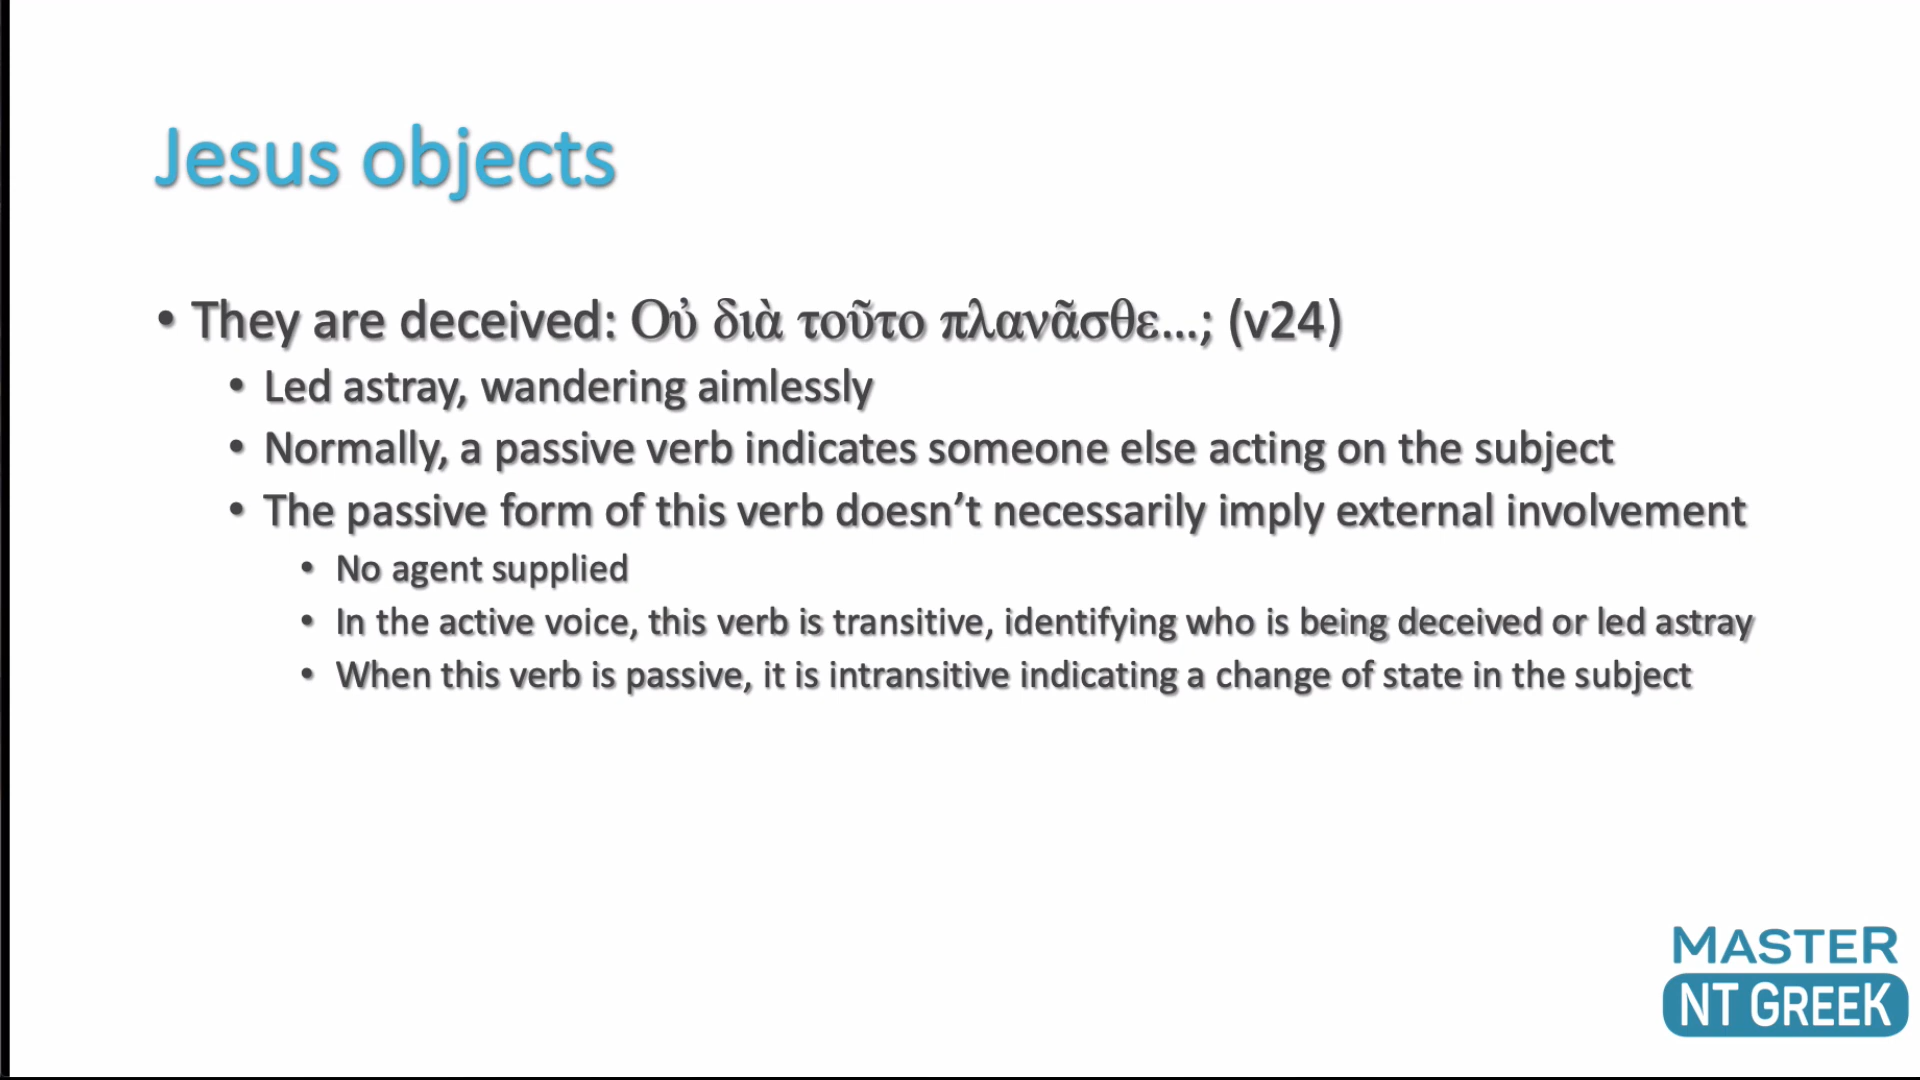 Jesus objects
• They are deceived: Οὐ διὰ τοῦτο πλανᾶσθε…; (v24)
• Led astray, wandering aimlessly
• Normally, a passive verb indicates someone else acting on the subject
• The passive form of this verb doesn’t necessarily imply external involvement
• No agent supplied
• In the active voice, this verb is transitive, identifying who is being deceived or led astray
• When this verb is passive, it is intransitive indicating a change of state in the subject
MASTER
NT GREEK